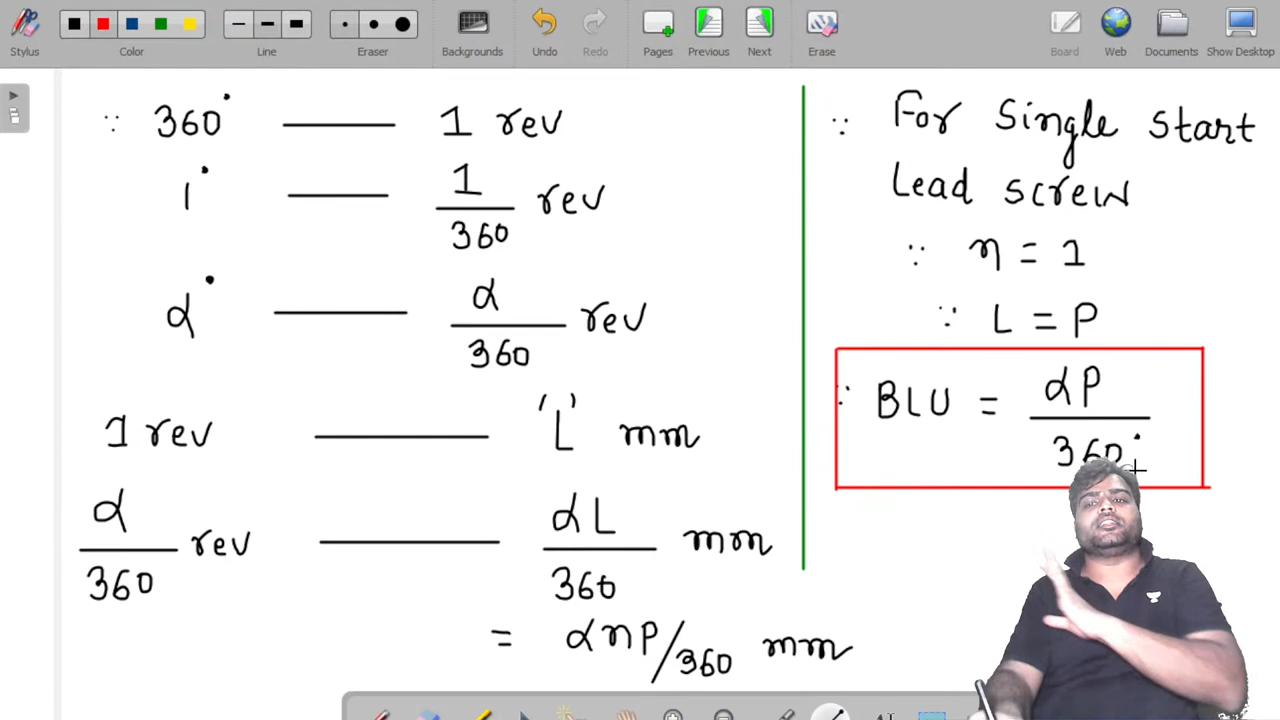 Stylus
Color
Line
Eraser
Backgrounds
Undo
Redo
Pages
Previous
Next
Erase
Board
Web
Documents
Show Desktop
∵ 360° —— 1 rev
1° —— 1/360 rev
α° —— α/360 rev
1 rev —— 'L' mm
α/360 rev —— αL/360 mm
= αηP/360 mm
∵ For Single Start
Lead screw
∵ η = 1
∵ L = P
∵ BLU = αP/360°